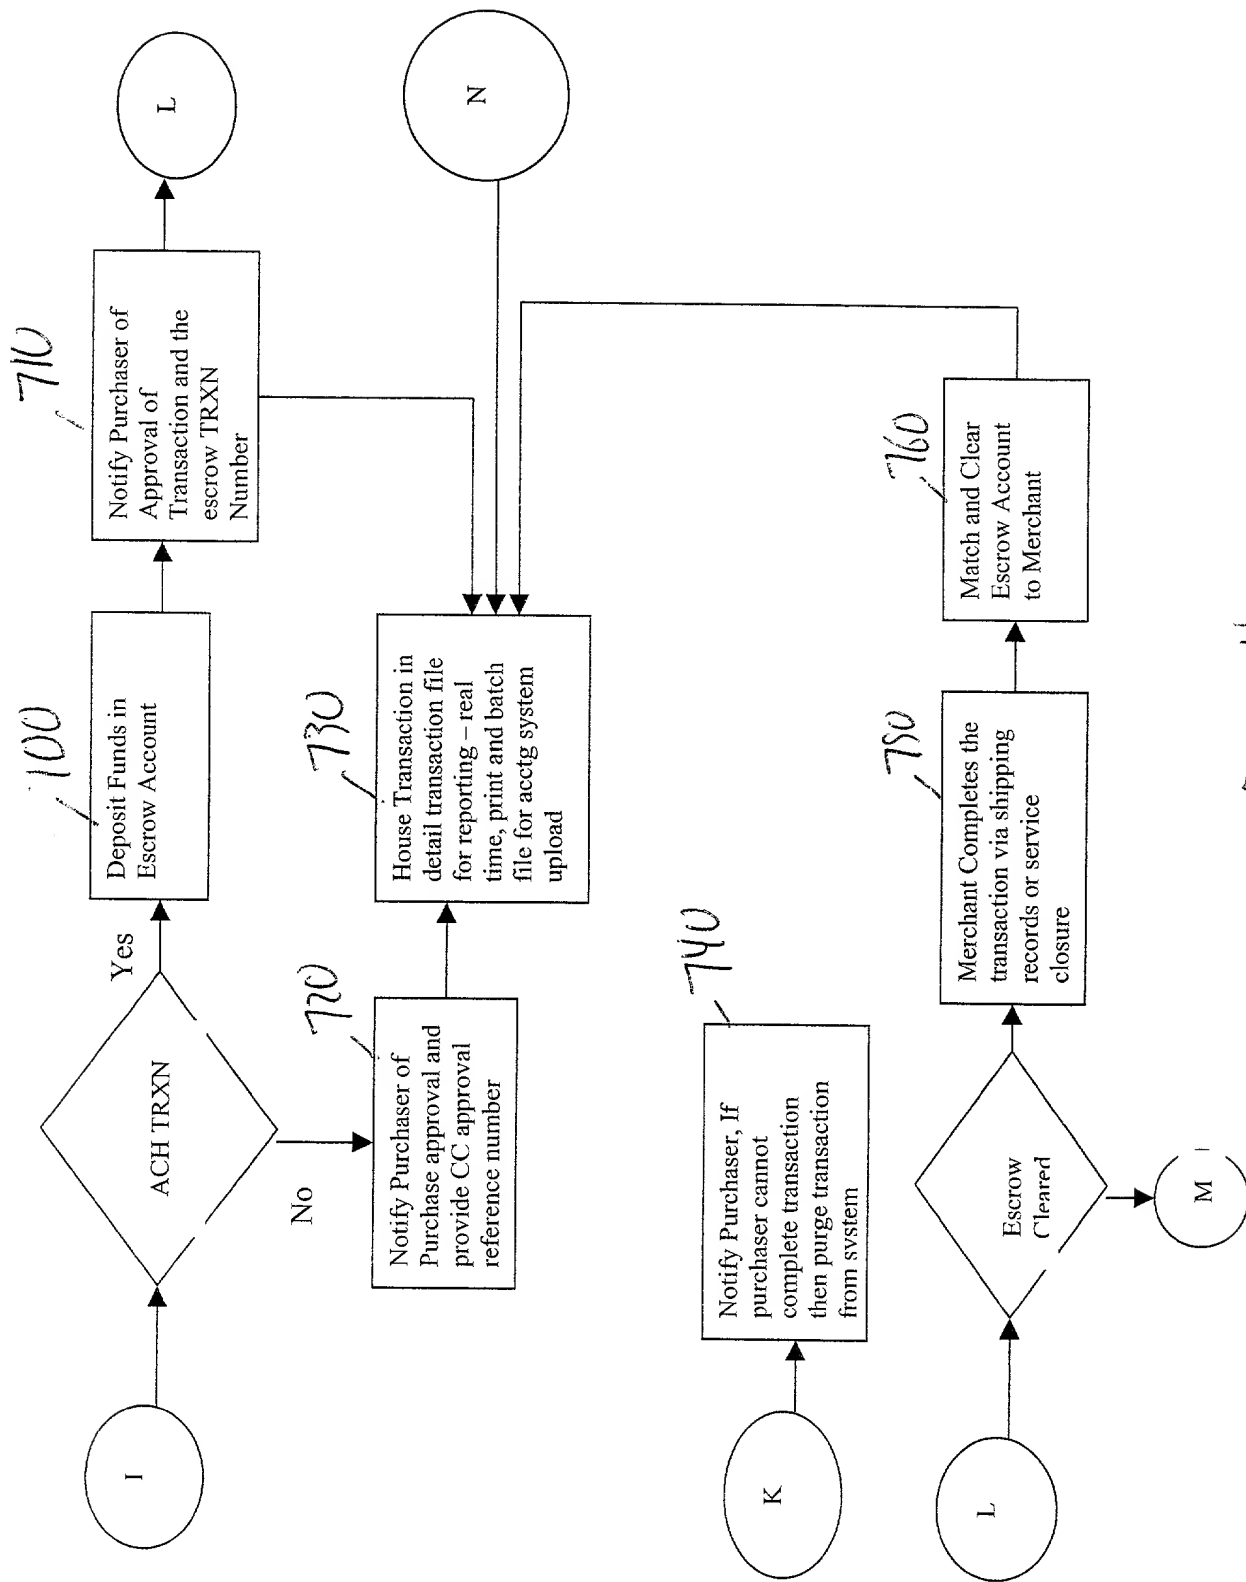 I
ACH TRXN
Yes
No
100
Deposit Funds in
Escrow Account
710
Notify Purchaser of
Approval of
Transaction and the
escrow TRXN
Number
L
720
Notify Purchaser of
Purchase approval and
provide CC approval
reference number
730
House Transaction in
detail transaction file
for reporting – real
time, print and batch
file for acctg system
upload
N
K
740
Notify Purchaser, If
purchaser cannot
complete transaction
then purge transaction
from system
L
Escrow
Cleared
M
750
Merchant Completes the
transaction via shipping
records or service
closure
760
Match and Clear
Escrow Account
to Merchant